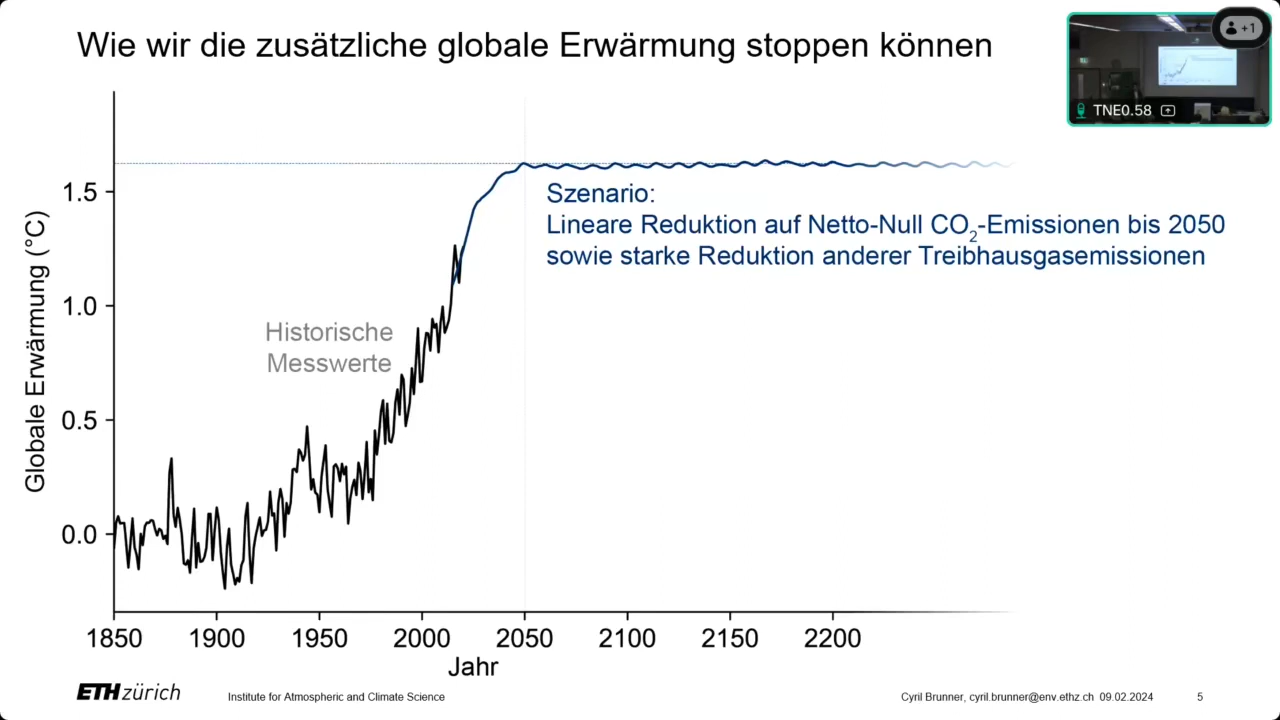 Wie wir die zusätzliche globale Erwärmung stoppen können
+1
TNE0.58
Globale Erwärmung (°C)
1.5
1.0
0.5
0.0
Szenario:
Lineare Reduktion auf Netto-Null CO₂-Emissionen bis 2050
sowie starke Reduktion anderer Treibhausgasemissionen
Historische
Messwerte
1850 1900 1950 2000 2050 2100 2150 2200
Jahr
ETH zürich
Institute for Atmospheric and Climate Science
Cyril Brunner, cyril.brunner@env.ethz.ch 09.02.2024 5